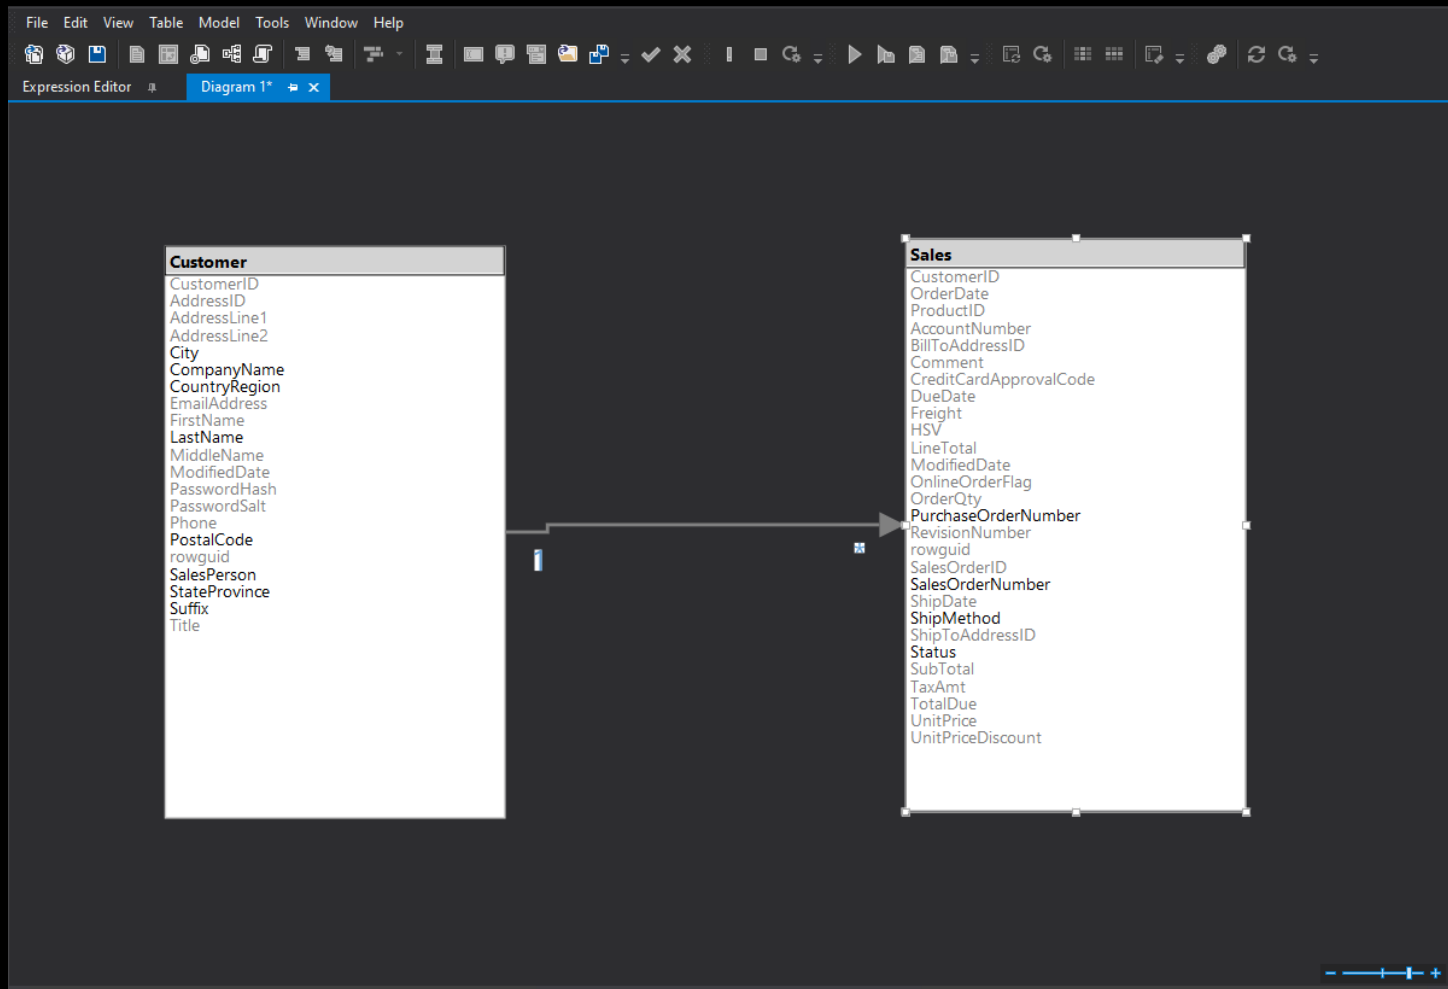 File Edit View Table Model Tools Window Help
Expression Editor Diagram 1*
Customer
CustomerID
AddressID
AddressLine1
AddressLine2
City
CompanyName
CountryRegion
EmailAddress
FirstName
LastName
MiddleName
ModifiedDate
PasswordHash
PasswordSalt
Phone
PostalCode
rowguid
SalesPerson
StateProvince
Suffix
Title
1
*
Sales
CustomerID
OrderDate
ProductID
AccountNumber
BillToAddressID
Comment
CreditCardApprovalCode
DueDate
Freight
HSV
LineTotal
ModifiedDate
OnlineOrderFlag
OrderQty
PurchaseOrderNumber
RevisionNumber
rowguid
SalesOrderID
SalesOrderNumber
ShipDate
ShipMethod
ShipToAddressID
Status
SubTotal
TaxAmt
TotalDue
UnitPrice
UnitPriceDiscount